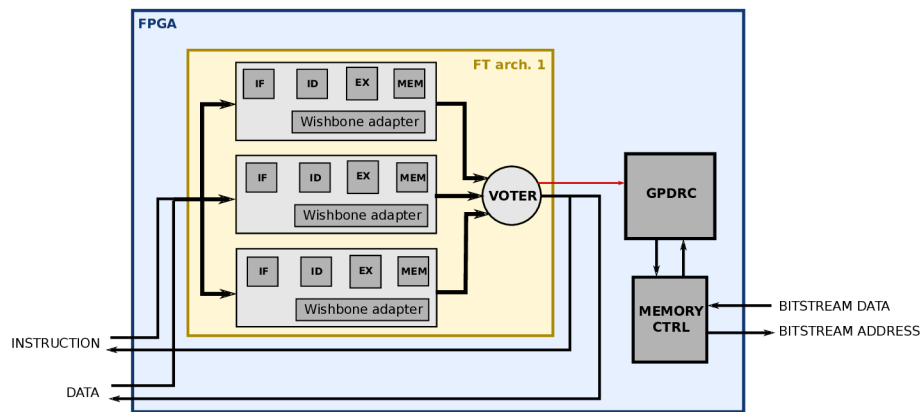 FPGA
FT arch. 1
IF ID EX MEM
Wishbone adapter
IF ID EX MEM
Wishbone adapter
IF ID EX MEM
Wishbone adapter
VOTER
GPDRC
MEMORY
CTRL
BITSTREAM DATA
BITSTREAM ADDRESS
INSTRUCTION
DATA